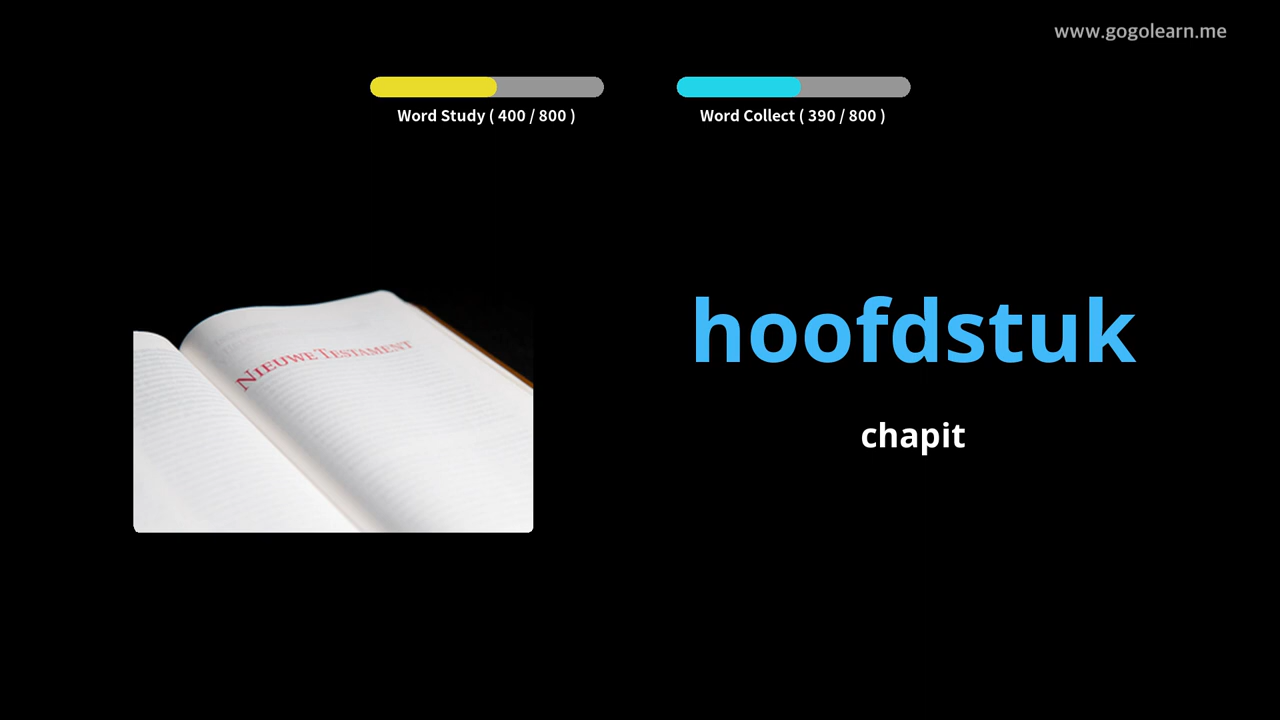 www.gogolearn.me
Word Study ( 400 / 800 )
Word Collect ( 390 / 800 )
NIEUWE TESTAMENT
hoofdstuk
chapit